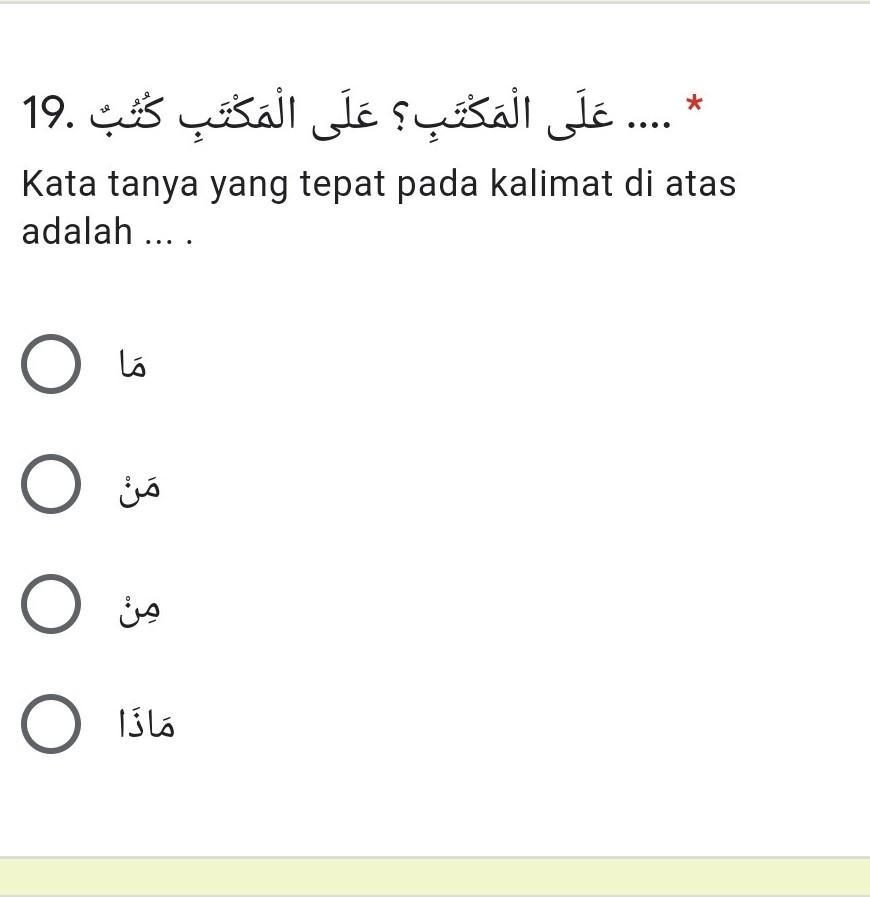 19. .... عَلَى الْمَكْتَبِ؟ عَلَى الْمَكْتَبِ كُتُبٌ *
Kata tanya yang tepat pada kalimat di atas
adalah ... .
مَا
مَنْ
مِنْ
مَاذَا